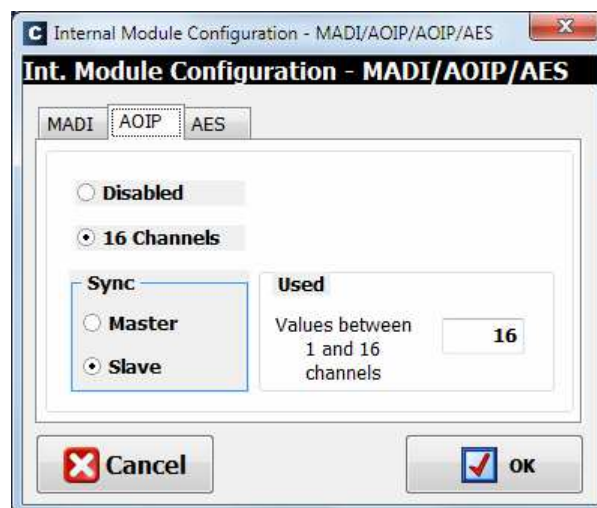 Internal Module Configuration - MADI/AOIP/AOIP/AES
Int. Module Configuration - MADI/AOIP/AES
MADI AOIP AES
Disabled
16 Channels
Sync
Master
Slave
Used
Values between
1 and 16
channels
16
Cancel
OK